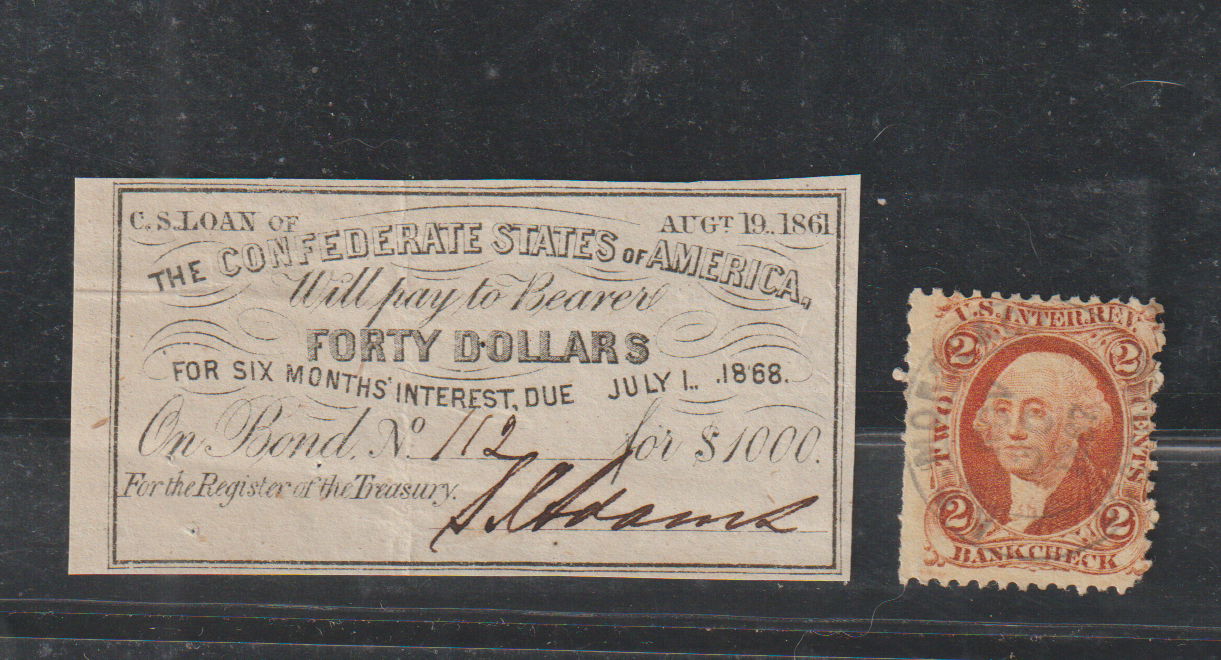 C. S. LOAN OF AUGT 19. 1861
THE CONFEDERATE STATES OF AMERICA,
Will pay to Bearer
FORTY DOLLARS
FOR SIX MONTHS' INTEREST, DUE JULY 1.. .1868.
On Bond, No 112 for $1000.
For the Register of the Treasury.
Adams
U.S. INTER. REV.
2 2
TWO CENTS
2 2
BANK CHECK